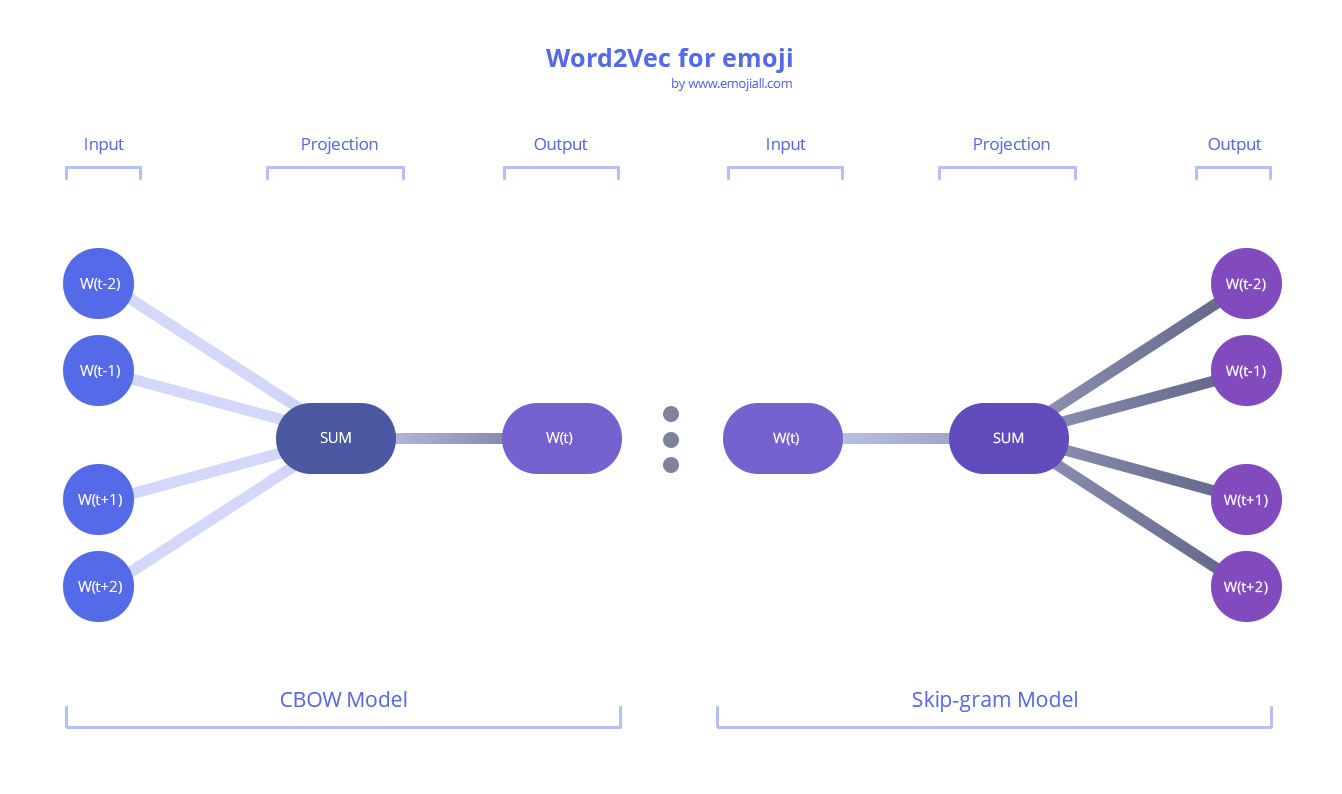 Word2Vec for emoji
by www.emojiall.com
Input
Projection
Output
Input
Projection
Output
W(t-2)
W(t-1)
W(t+1)
W(t+2)
SUM
W(t)
W(t)
SUM
W(t-2)
W(t-1)
W(t+1)
W(t+2)
CBOW Model
Skip-gram Model